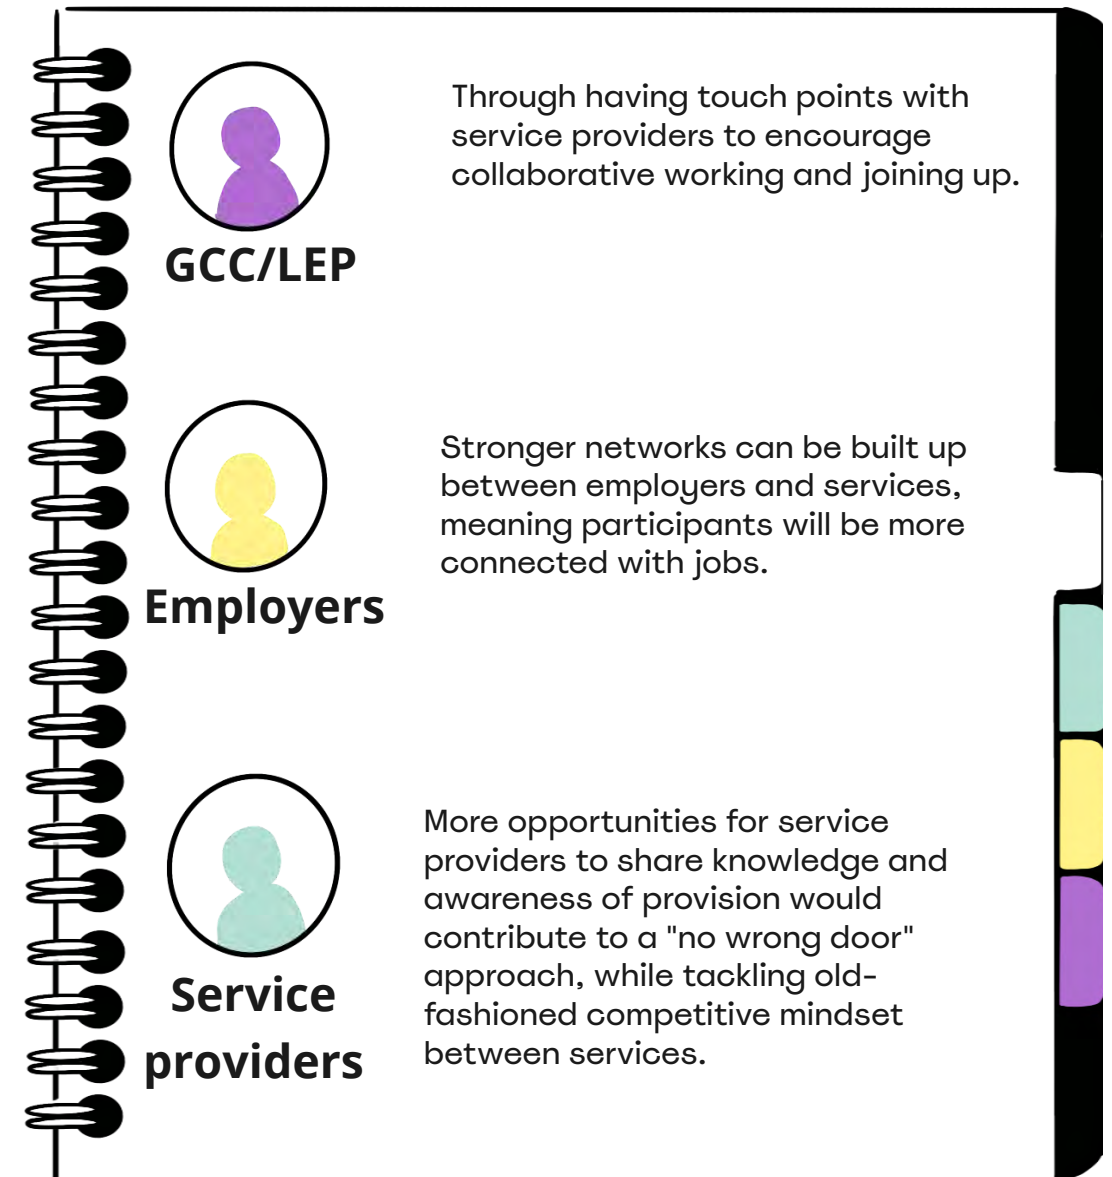 Through having touch points with
service providers to encourage
collaborative working and joining up.
GCC/LEP
Stronger networks can be built up
between employers and services,
meaning participants will be more
connected with jobs.
Employers
More opportunities for service
providers to share knowledge and
awareness of provision would
contribute to a "no wrong door"
approach, while tackling old-
fashioned competitive mindset
between services.
Service
providers